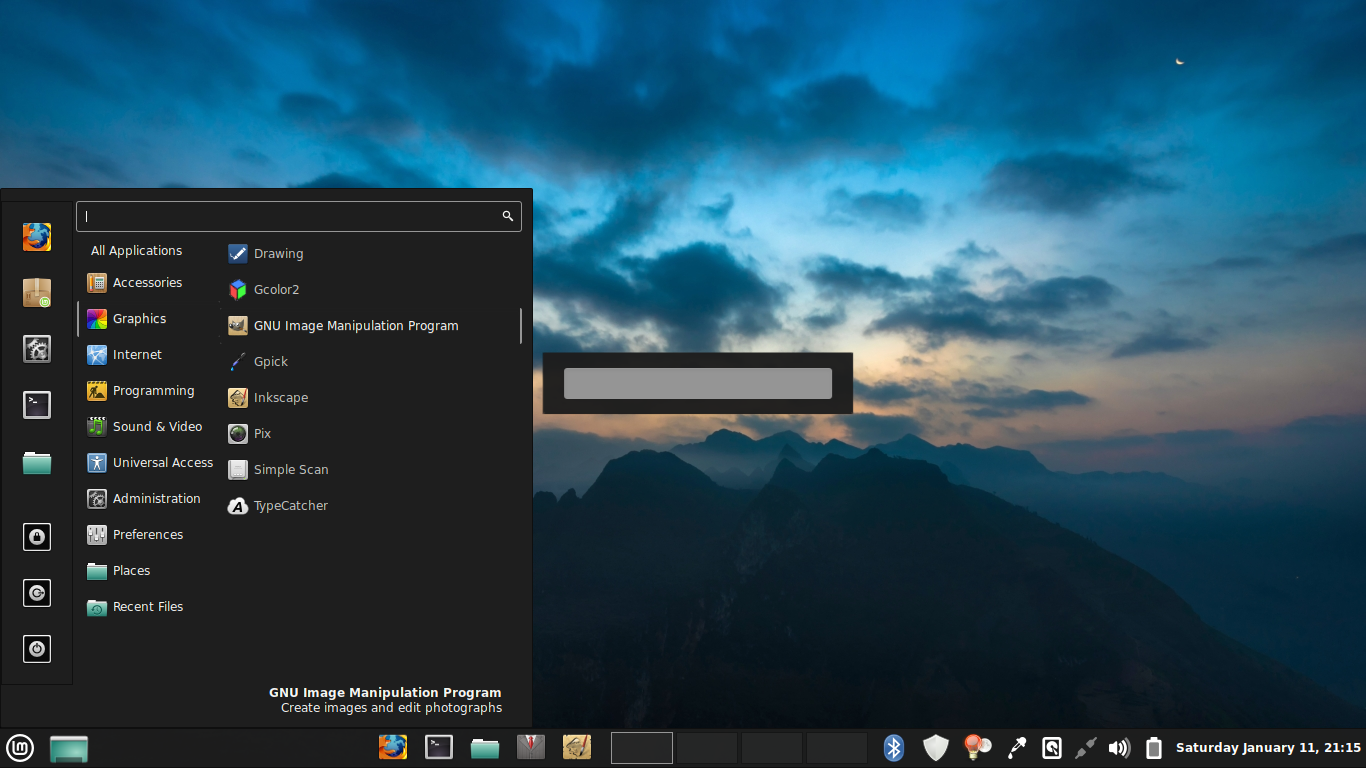 All Applications
Accessories
Graphics
Internet
Programming
Sound & Video
Universal Access
Administration
Preferences
Places
Recent Files
Drawing
Gcolor2
GNU Image Manipulation Program
Gpick
Inkscape
Pix
Simple Scan
TypeCatcher
GNU Image Manipulation Program
Create images and edit photographs
Saturday January 11, 21:15